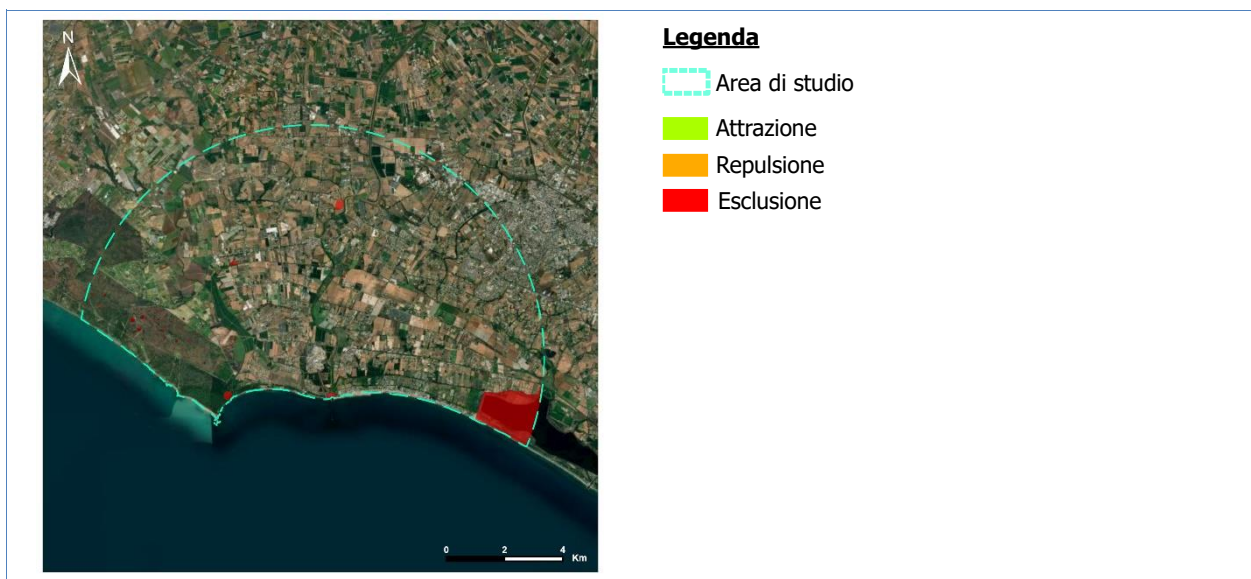 N
0 2 4
Km
Legenda
Area di studio
Attrazione
Repulsione
Esclusione